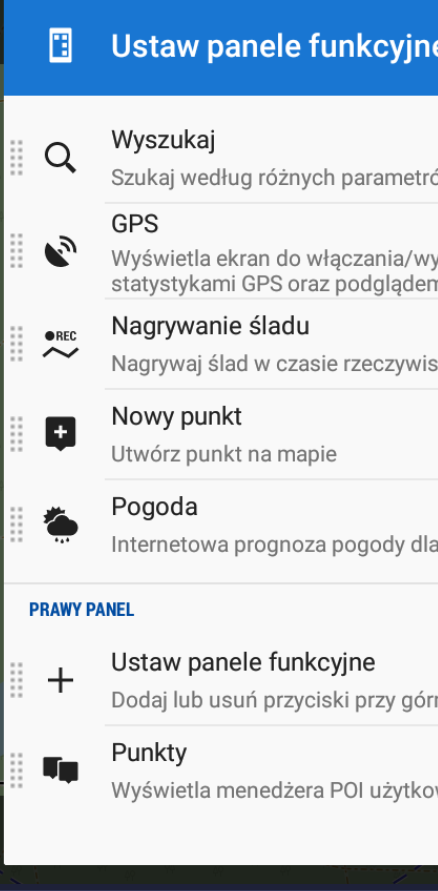 Ustaw panele funkcyjne
Wyszukaj
Szukaj według różnych parametró
GPS
Wyświetla ekran do włączania/wy
statystykami GPS oraz podglądem
REC
Nagrywanie śladu
Nagrywaj ślad w czasie rzeczywis
Nowy punkt
Utwórz punkt na mapie
Pogoda
Internetowa prognoza pogody dla
PRAWY PANEL
Ustaw panele funkcyjne
Dodaj lub usuń przyciski przy górn
Punkty
Wyświetla menedżera POI użytkow